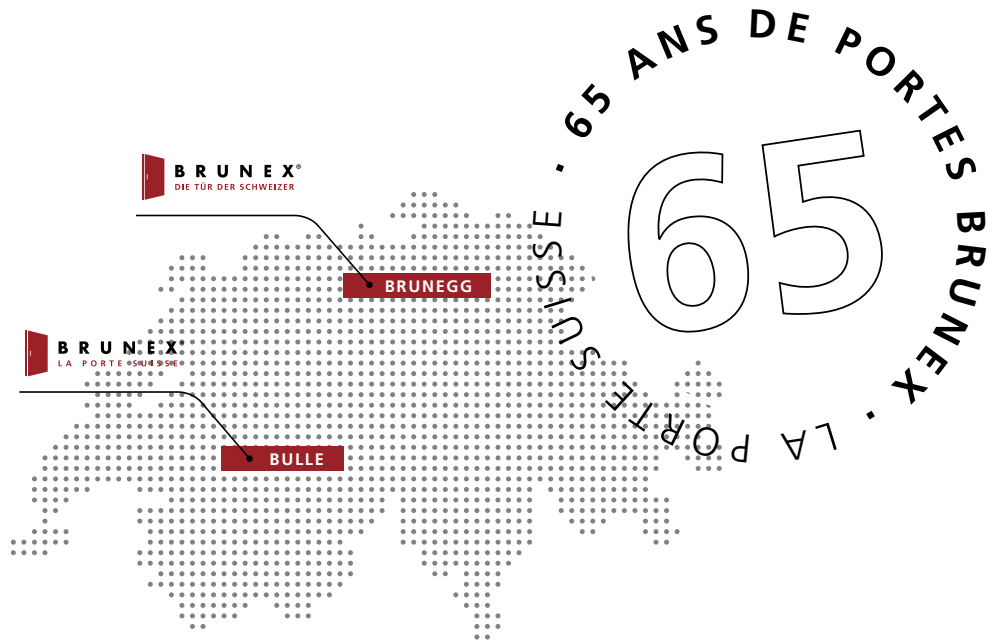 65 ANS DE PORTES BRUNEX · LA PORTE SUISSE ·
65
BRUNEX®
DIE TÜR DER SCHWEIZER
BRUNEGG
BRUNEX®
LA PORTE SUISSE
BULLE